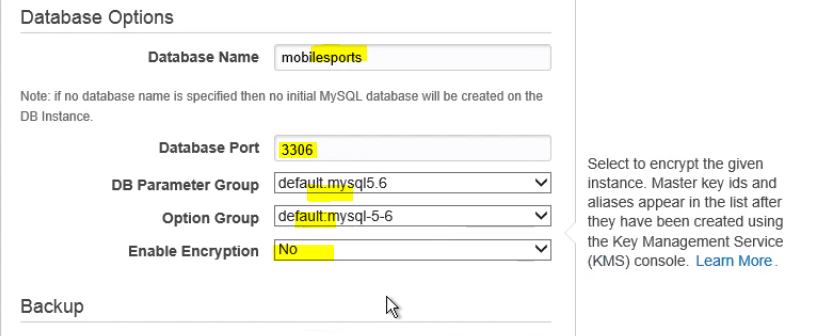 Database Options
Database Name mobilesports
Note: if no database name is specified then no initial MySQL database will be created on the
DB Instance.
Database Port 3306
DB Parameter Group default.mysql5.6
Option Group default:mysql-5-6
Enable Encryption No
Select to encrypt the given
instance. Master key ids and
aliases appear in the list after
they have been created using
the Key Management Service
(KMS) console. Learn More.
Backup